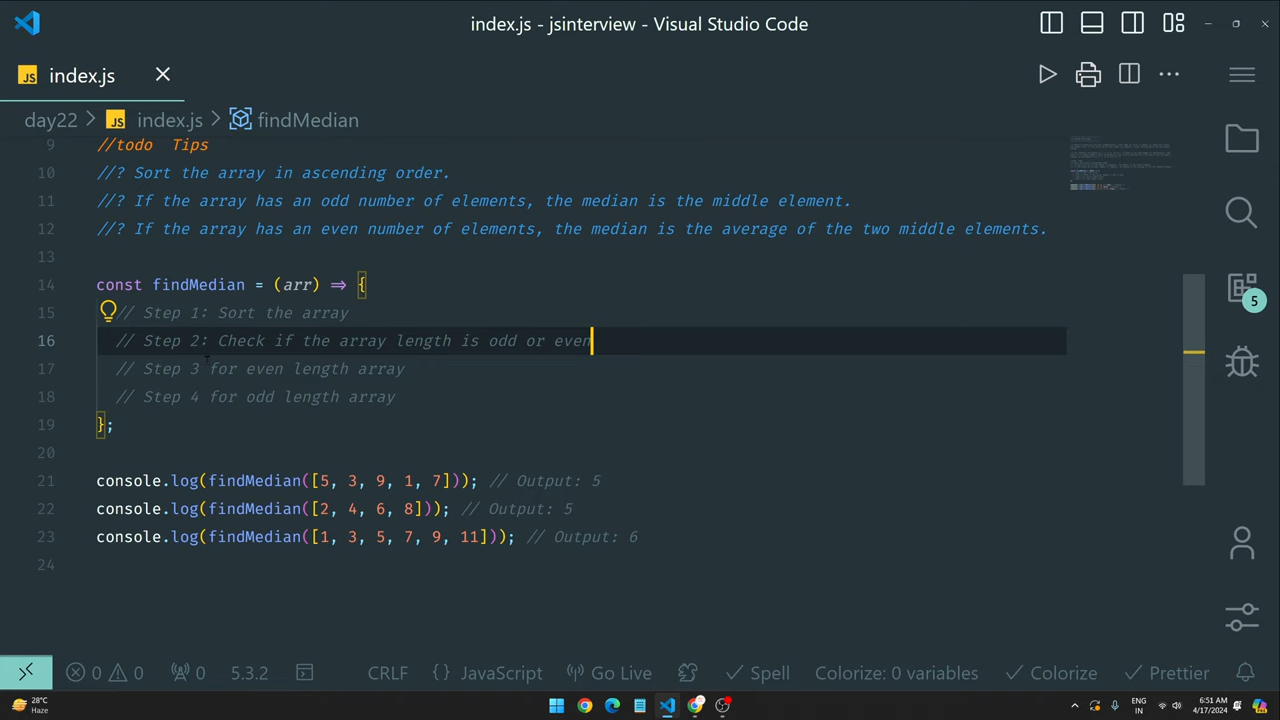 index.js - jsinterview - Visual Studio Code
JS index.js
day22 > JS index.js > findMedian
9 //todo Tips
10 //? Sort the array in ascending order.
11 //? If the array has an odd number of elements, the median is the middle element.
12 //? If the array has an even number of elements, the median is the average of the two middle elements.
13
14 const findMedian = (arr) => {
15 // Step 1: Sort the array
16 // Step 2: Check if the array length is odd or even
17 // Step 3 for even length array
18 // Step 4 for odd length array
19 };
20
21 console.log(findMedian([5, 3, 9, 1, 7])); // Output: 5
22 console.log(findMedian([2, 4, 6, 8])); // Output: 5
23 console.log(findMedian([1, 3, 5, 7, 9, 11])); // Output: 6
24
5
0 0 0 5.3.2 CRLF {} JavaScript Go Live Spell Colorize: 0 variables Colorize Prettier
28°C
Haze
ENG
IN
6:51 AM
4/17/2024